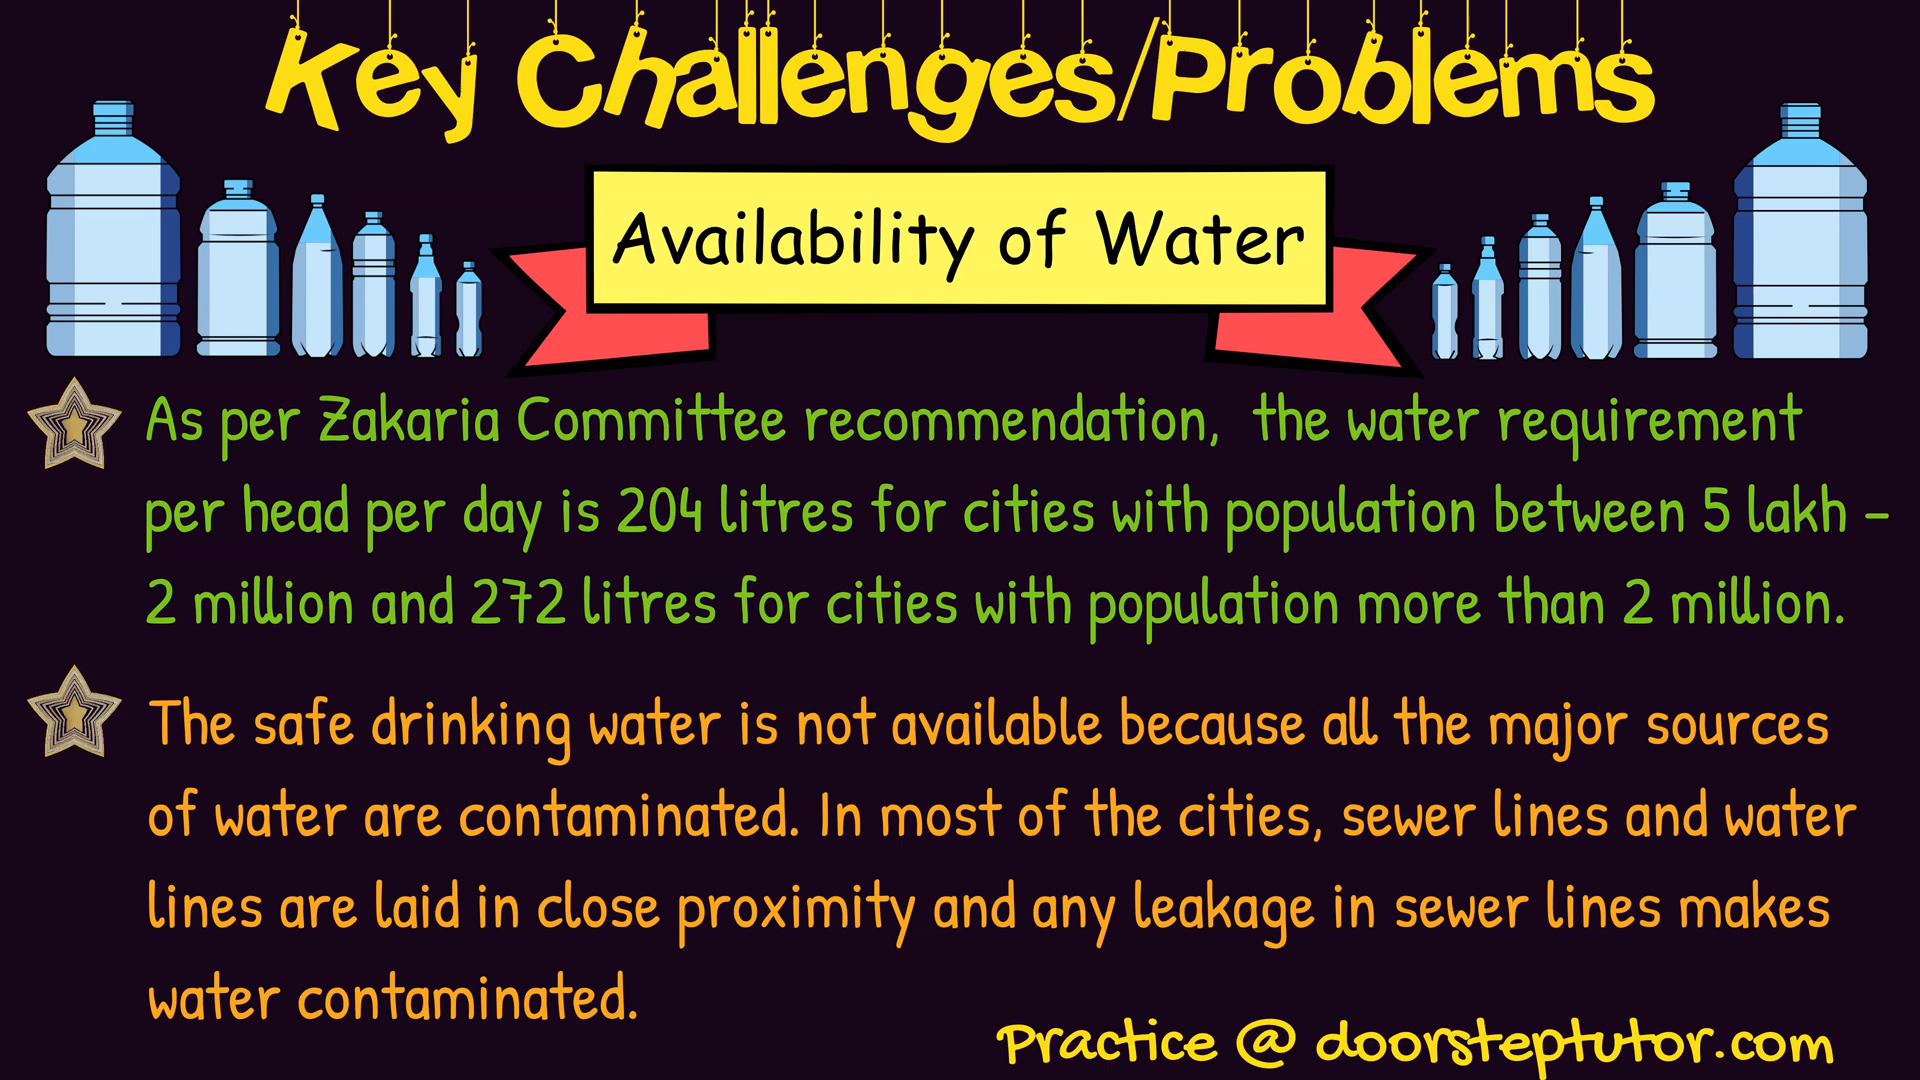 Key Challenges/Problems
Availability of Water
As per Zakaria Committee recommendation, the water requirement
per head per day is 204 litres for cities with population between 5 lakh –
2 million and 272 litres for cities with population more than 2 million.
The safe drinking water is not available because all the major sources
of water are contaminated. In most of the cities, sewer lines and water
lines are laid in close proximity and any leakage in sewer lines makes
water contaminated.
Practice @ doorsteptutor.com